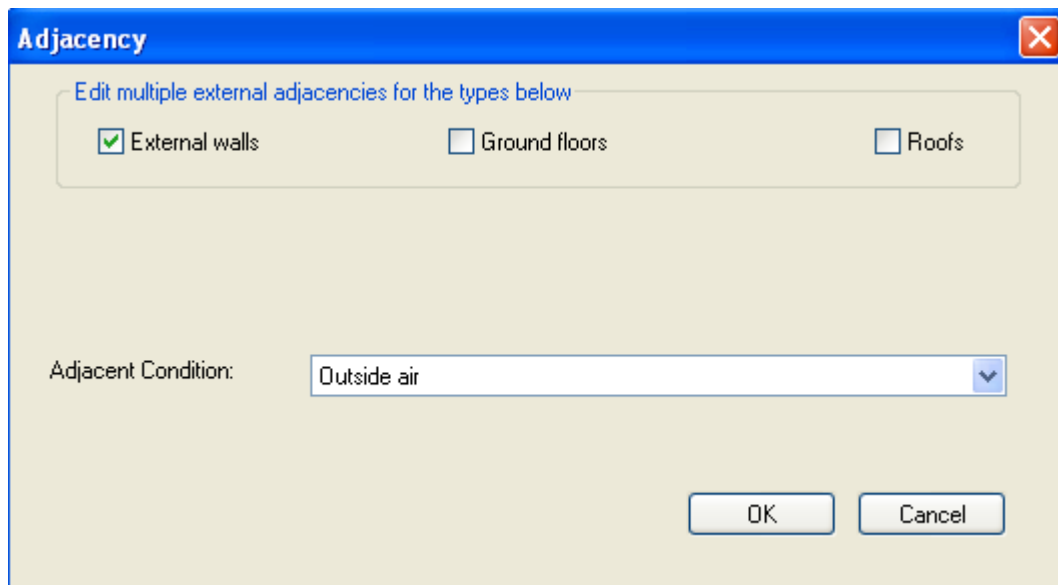 Adjacency
Edit multiple external adjacencies for the types below
External walls Ground floors Roofs
Adjacent Condition: Outside air
OK Cancel